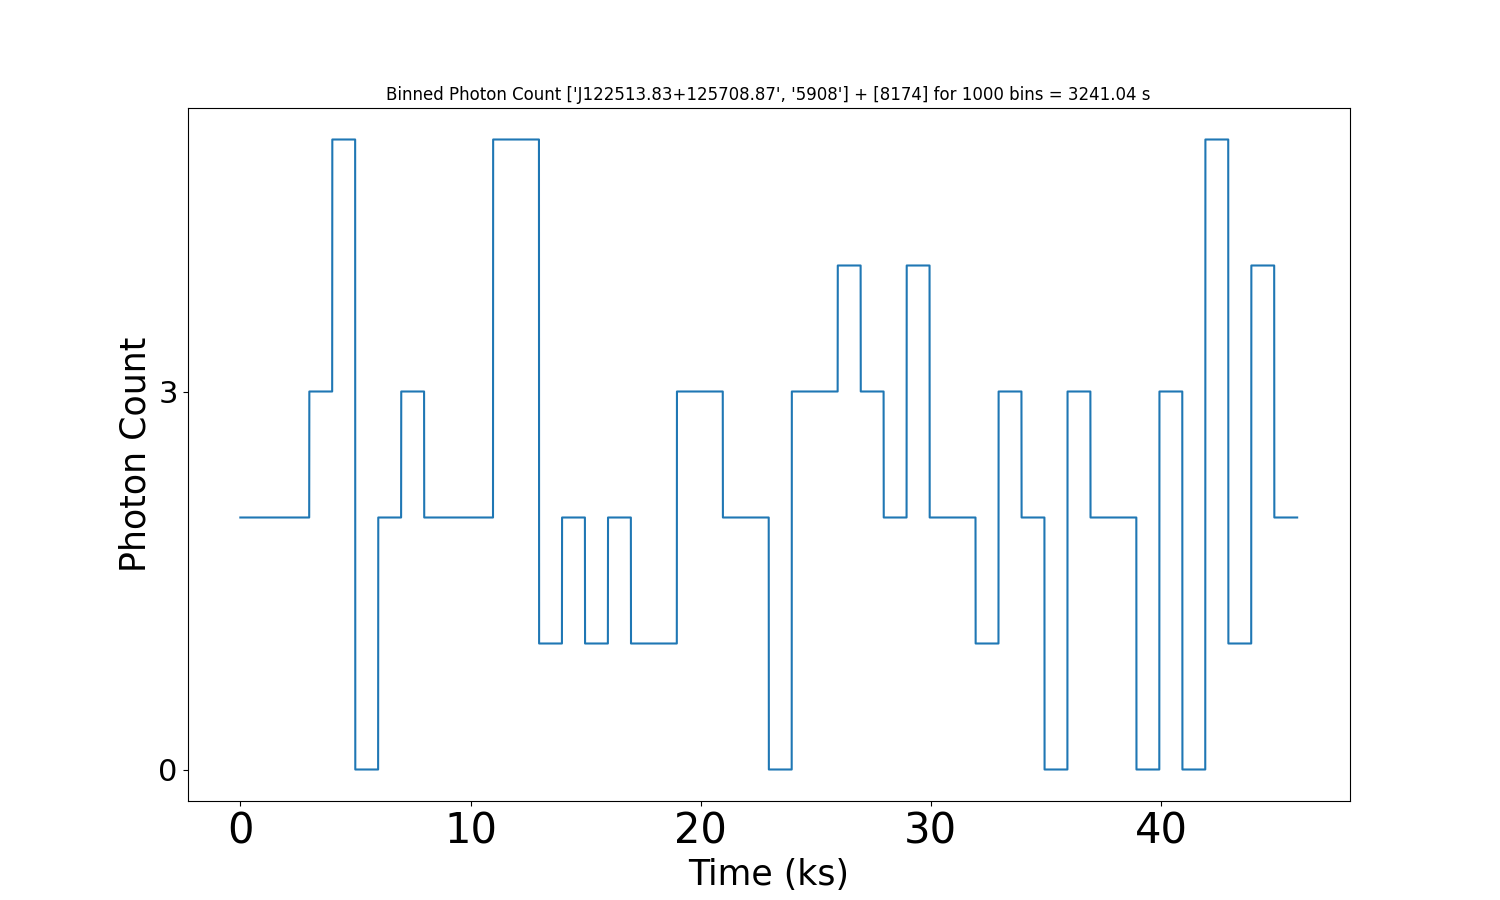 Binned Photon Count ['J122513.83+125708.87', '5908'] + [8174] for 1000 bins = 3241.04 s
Photon Count
3
0
0 10 20 30 40
Time (ks)